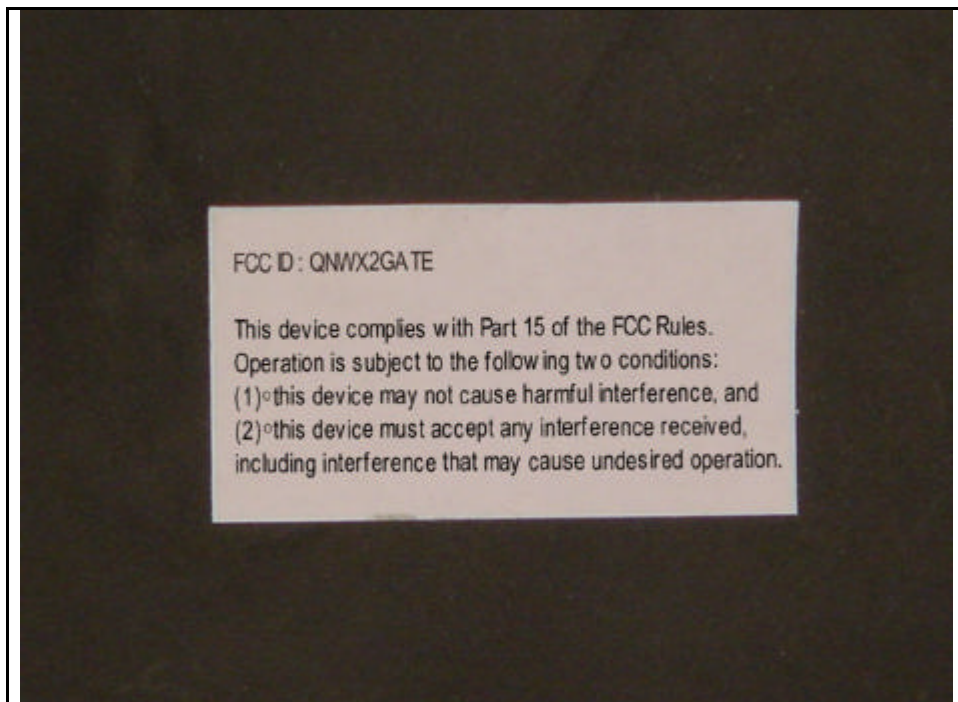 FCC ID : QNWX2GATE
This device complies with Part 15 of the FCC Rules.
Operation is subject to the following two conditions:
(1)°this device may not cause harmful interference, and
(2)°this device must accept any interference received,
including interference that may cause undesired operation.